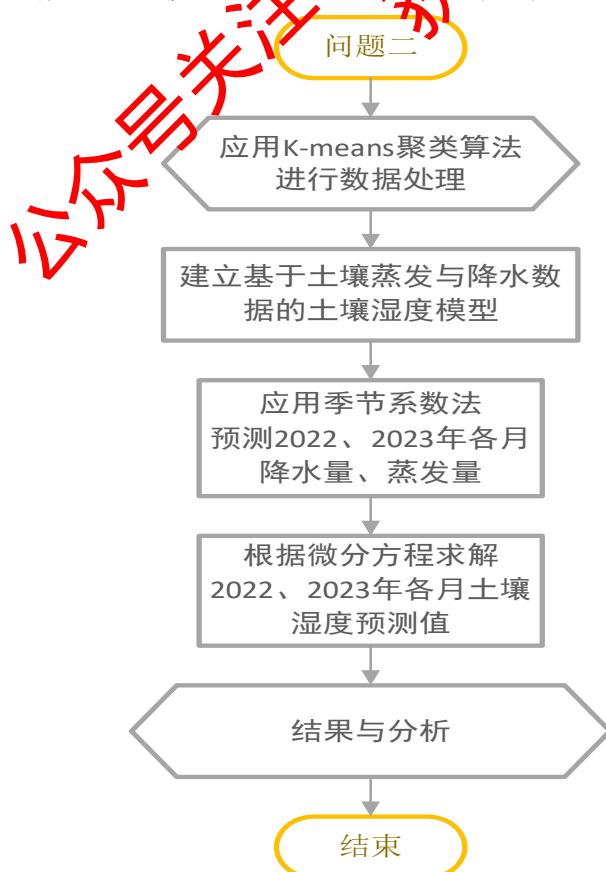 问题二
应用K-means聚类算法
进行数据处理
建立基于土壤蒸发与降水数
据的土壤湿度模型
应用季节系数法
预测2022、2023年各月
降水量、蒸发量
根据微分方程求解
2022、2023年各月土壤
湿度预测值
结果与分析
结束
公众号关注